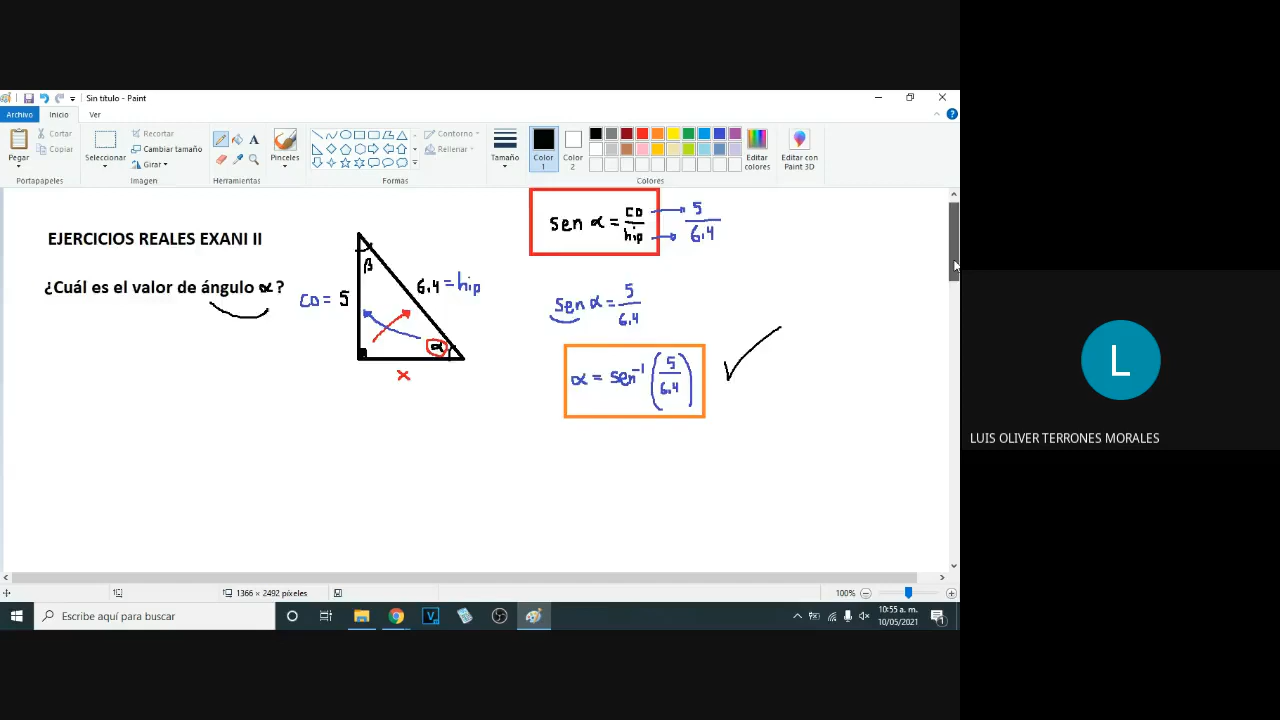 Sin título - Paint
Archivo Inicio Ver
Pegar
Cortar
Copiar
Portapapeles
Seleccionar
Recortar
Cambiar tamaño
Girar
Imagen
A
Herramientas
Pinceles
Contorno
Rellenar
Formas
Tamaño
Color 1
Color 2
Editar colores
Editar con Paint 3D
Colores
EJERCICIOS REALES EXANI II
¿Cuál es el valor de ángulo α ?
CO = 5
β
6.4 = hip
α
x
sen α = co/hip
5/6.4
sen α = 5/6.4
α = sen⁻¹ (5/6.4)
L
LUIS OLIVER TERRONES MORALES
1366 × 2492 píxeles
100%
Escribe aquí para buscar
10:55 a. m.
10/05/2021
1